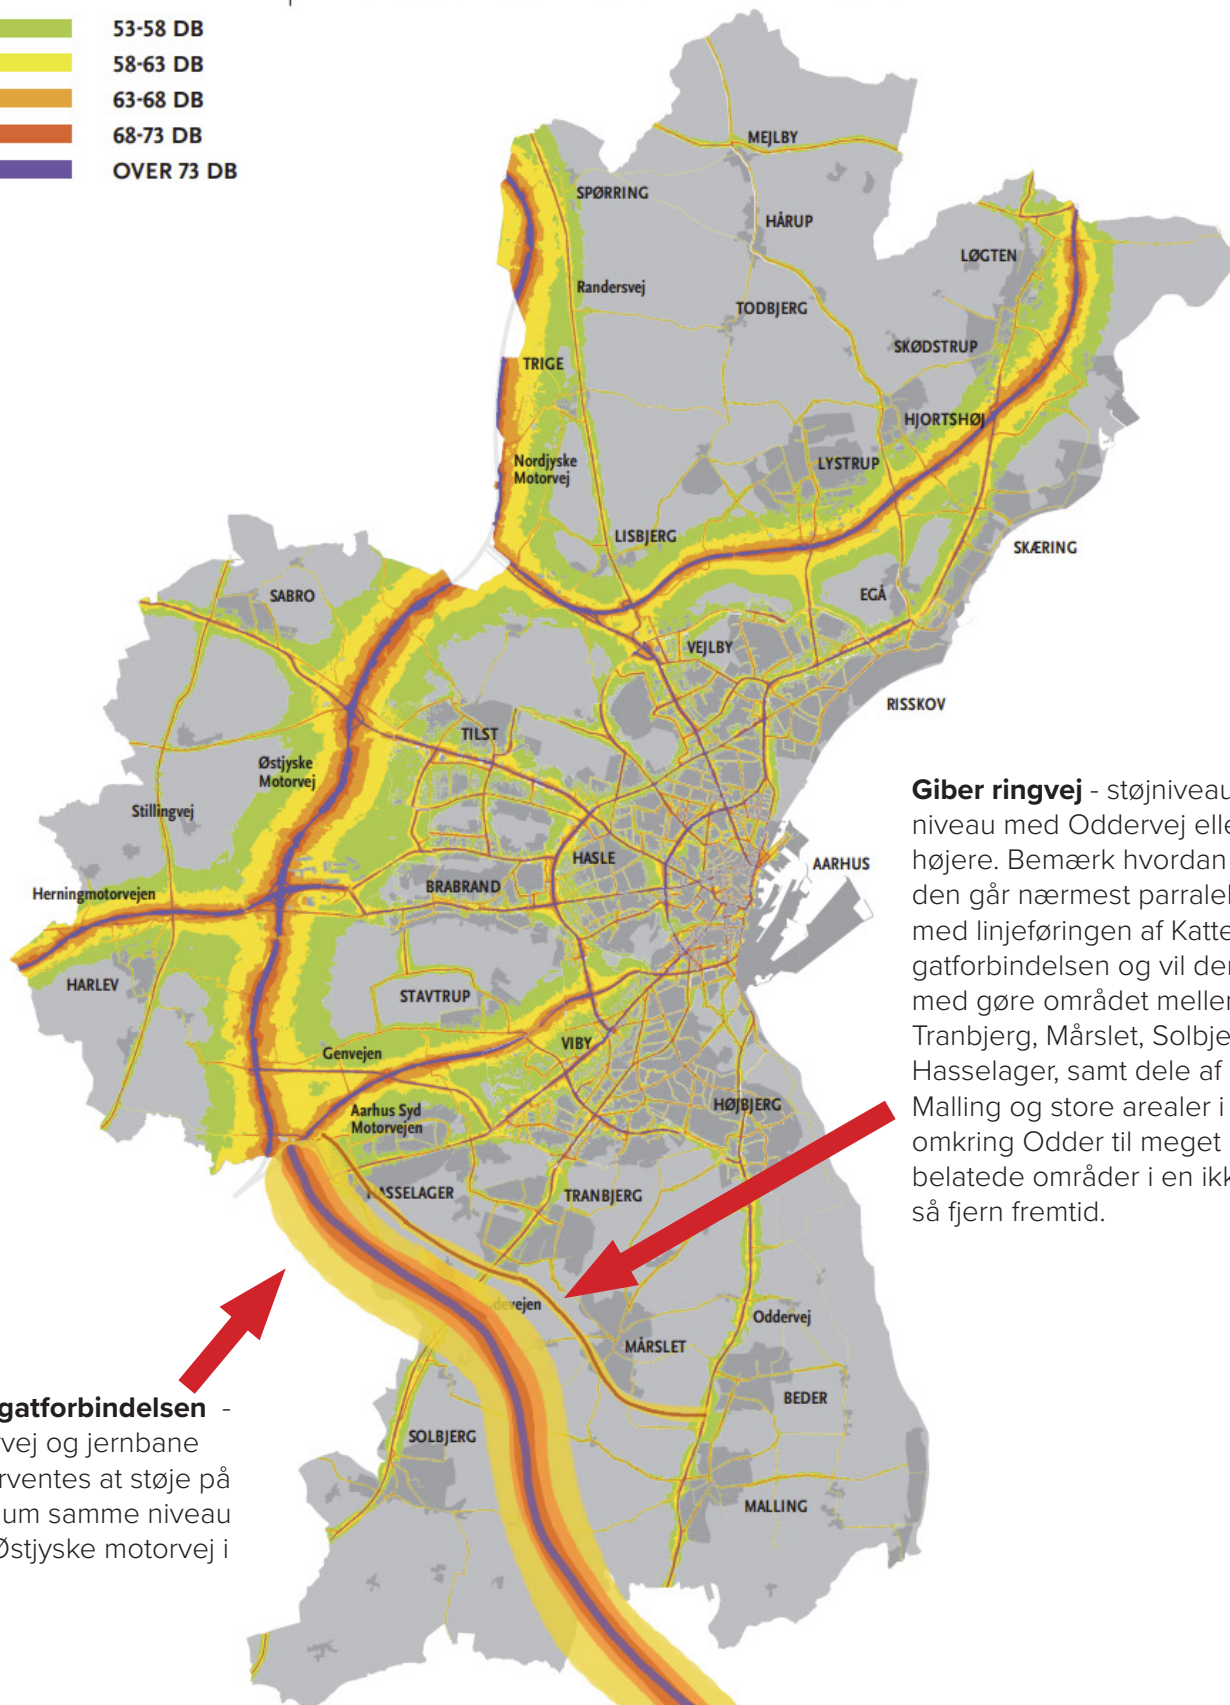 53-58 DB
58-63 DB
63-68 DB
68-73 DB
OVER 73 DB
MEJLBY
SPØRRING
HÅRUP
LØGTEN
Randersvej
TODBJERG
SKØDSTRUP
TRIGE
HJORTSHØJ
LYSTRUP
Nordjyske
Motorvej
LISBJERG
SKÆRING
SABRO
EGÅ
VEJLBY
RISSKOV
TILST
Østjyske
Motorvej
Stillingvej
HASLE
AARHUS
BRABRAND
Herningmotorvejen
HARLEV
STAVTRUP
VIBY
Genvejen
HØJBJERG
Aarhus Syd
Motorvejen
HASSELAGER
TRANBJERG
devejen
Oddervej
MÅRSLET
BEDER
SOLBJERG
MALLING
Giber ringvej - støjniveau
niveau med Oddervej elle
højere. Bemærk hvordan
den går nærmest parralel
med linjeføringen af Katte
gatforbindelsen og vil der
med gøre området meller
Tranbjerg, Mårslet, Solbje
Hasselager, samt dele af
Malling og store arealer i
omkring Odder til meget
belatede områder i en ikk
så fjern fremtid.
gatforbindelsen -
vej og jernbane
rventes at støje på
um samme niveau
Østjyske motorvej i